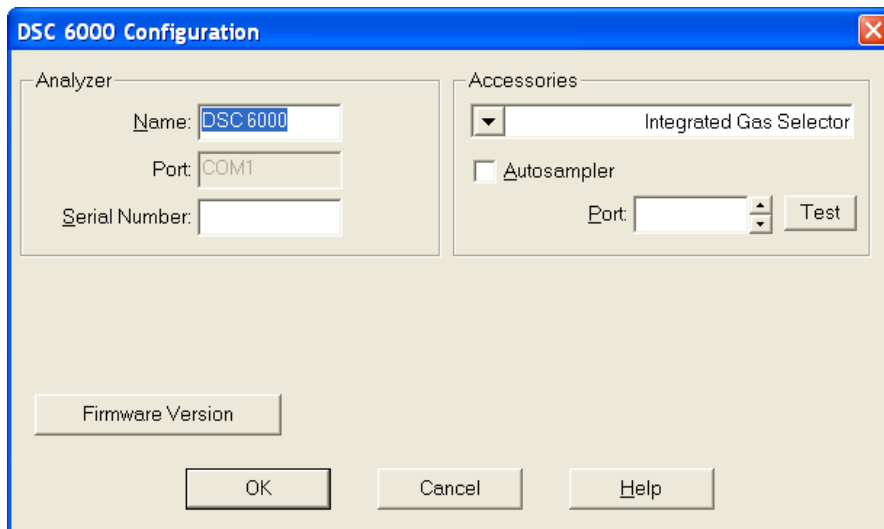 DSC 6000 Configuration
Analyzer
Name: DSC 6000
Port: COM1
Serial Number:
Accessories
Integrated Gas Selector
Autosampler
Port:
Test
Firmware Version
OK
Cancel
Help